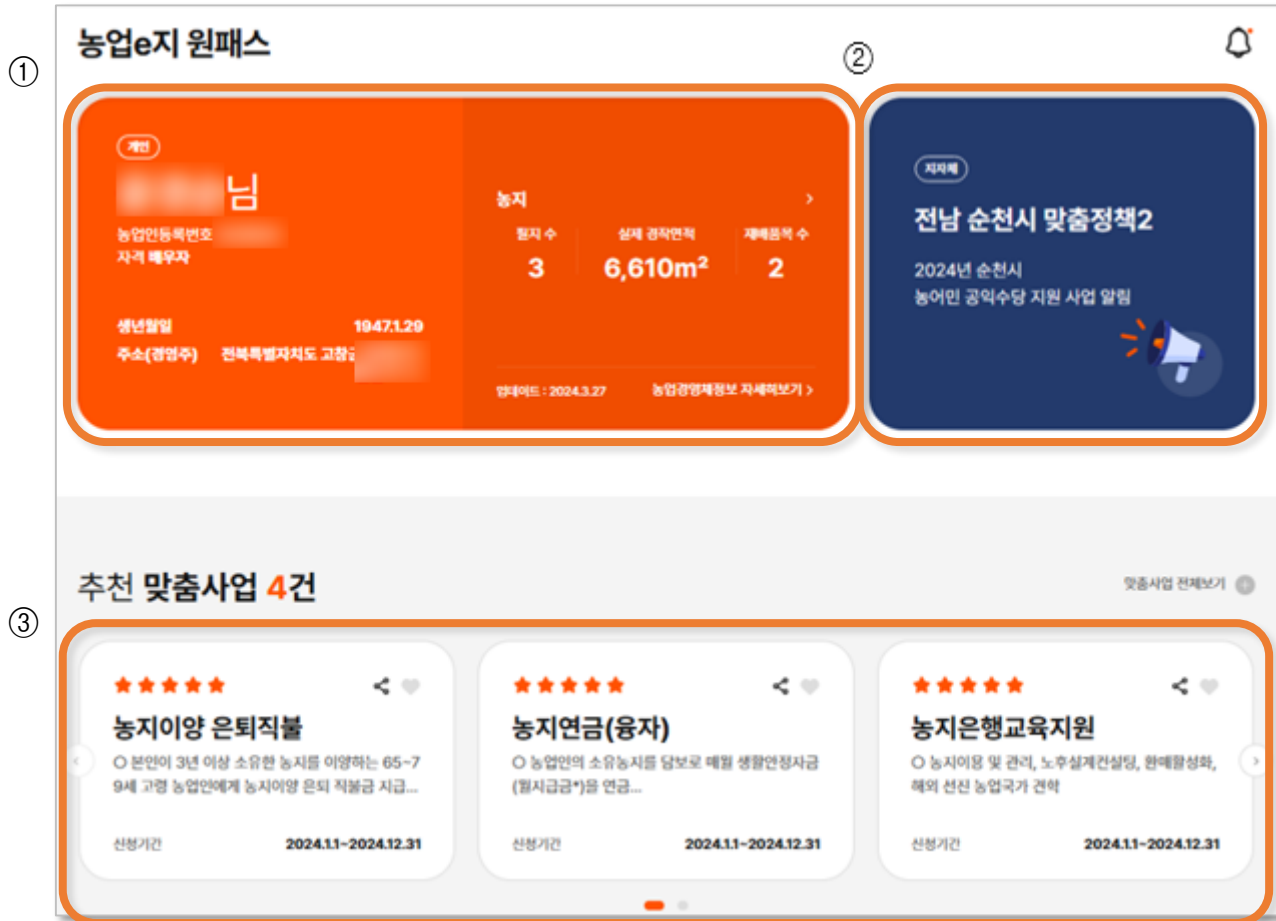 농업e지 원패스
①
②
개인
님
농업인등록번호
자격 배우자
생년월일 1947.1.29
주소(경영주) 전북특별자치도 고창군
농지
필지 수 실제 경작면적 재배품목 수
3 6,610m² 2
업데이트 : 2024.3.27 농업경영체정보 자세히보기 >
지자체
전남 순천시 맞춤정책2
2024년 순천시
농어민 공익수당 지원 사업 알림
추천 맞춤사업 4건
맞춤사업 전체보기
③
농지이양 은퇴직불
○ 본인이 3년 이상 소유한 농지를 이양하는 65~7
9세 고령 농업인에게 농지이양 은퇴 직불금 지급...
신청기간 2024.1.1~2024.12.31
농지연금(융자)
○ 농업인의 소유농지를 담보로 매월 생활안정자금
(월지급금*)을 연금...
신청기간 2024.1.1~2024.12.31
농지은행교육지원
○ 농지이용 및 관리, 노후설계컨설팅, 환매활성화,
해외 선진 농업국가 견학
신청기간 2024.1.1~2024.12.31